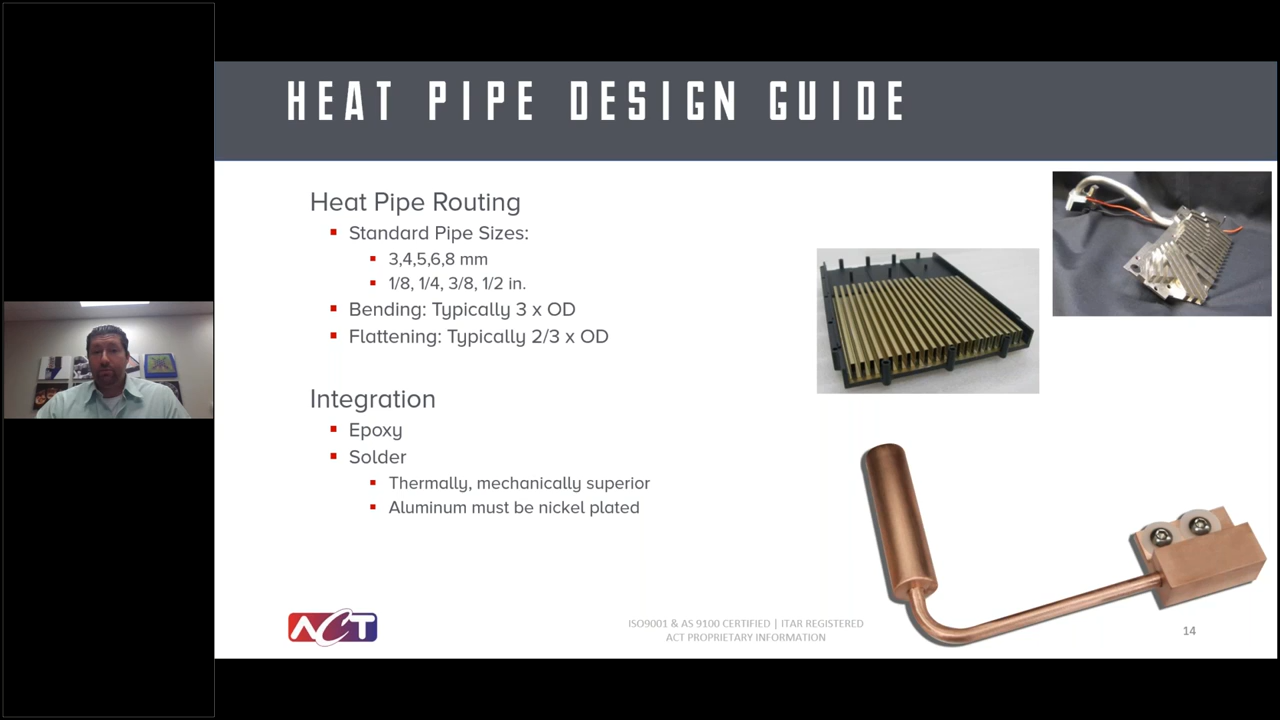 HEAT PIPE DESIGN GUIDE
Heat Pipe Routing
Standard Pipe Sizes:
3,4,5,6,8 mm
1/8, 1/4, 3/8, 1/2 in.
Bending: Typically 3 x OD
Flattening: Typically 2/3 x OD
Integration
Epoxy
Solder
Thermally, mechanically superior
Aluminum must be nickel plated
ACT
ISO9001 & AS 9100 CERTIFIED | ITAR REGISTERED
ACT PROPRIETARY INFORMATION
14